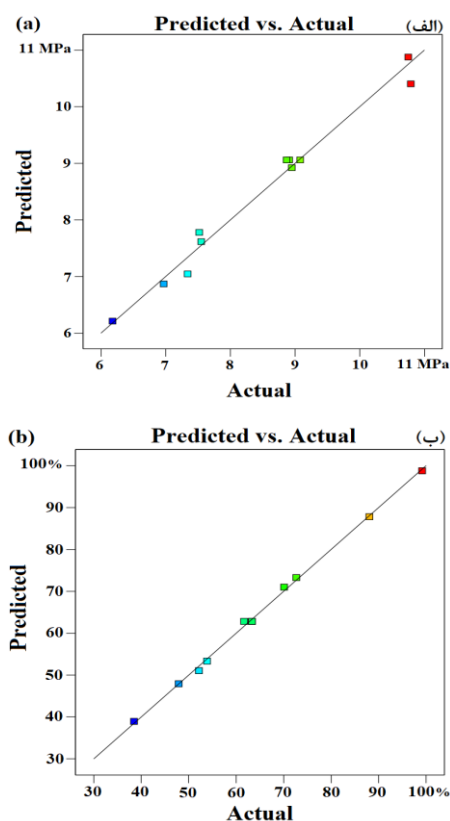 (a) Predicted vs. Actual (الف)
11 MPa
10
9
8
7
6
Predicted
6 7 8 9 10 11 MPa
Actual
(b) Predicted vs. Actual (ب)
100%
90
80
70
60
50
40
30
Predicted
30 40 50 60 70 80 90 100%
Actual